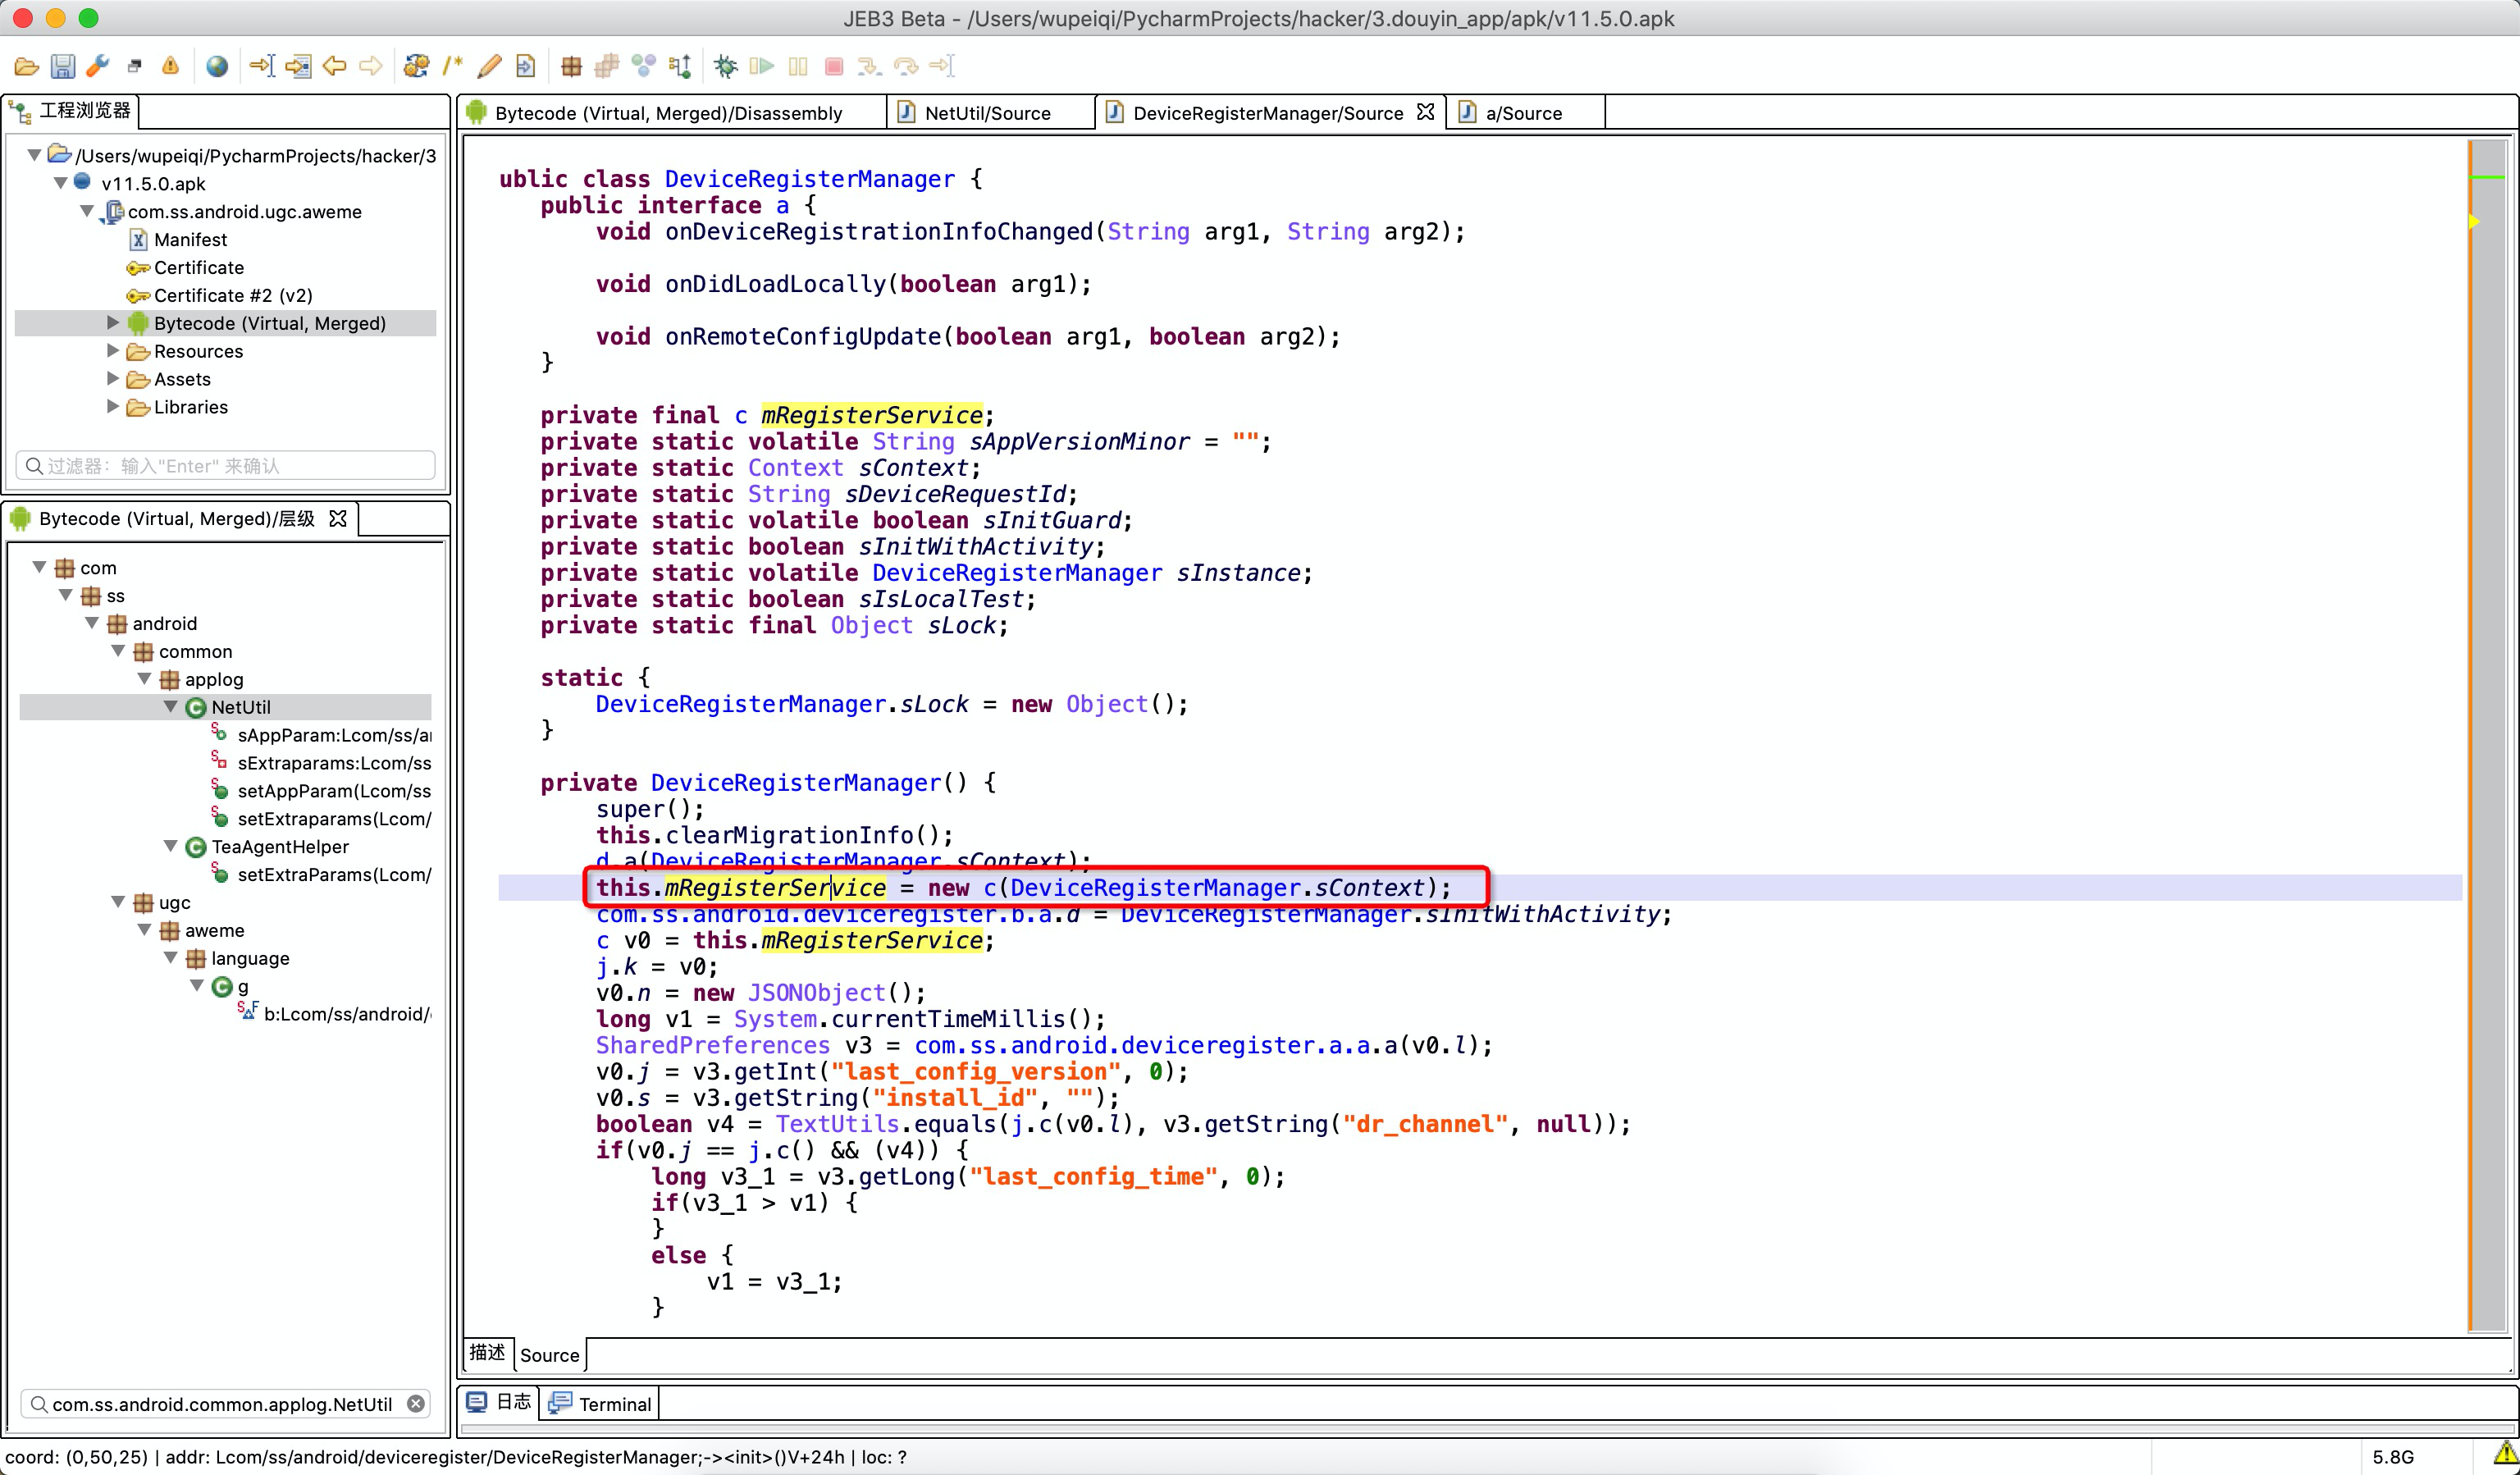 JEB3 Beta - /Users/wupeiqi/PycharmProjects/hacker/3.douyin_app/apk/v11.5.0.apk
工程浏览器
/Users/wupeiqi/PycharmProjects/hacker/3
v11.5.0.apk
com.ss.android.ugc.aweme
Manifest
Certificate
Certificate #2 (v2)
Bytecode (Virtual, Merged)
Resources
Assets
Libraries
过滤器: 输入"Enter" 来确认
Bytecode (Virtual, Merged)/层级
com
ss
android
common
applog
NetUtil
sAppParam:Lcom/ss/a
sExtraparams:Lcom/ss
setAppParam(Lcom/ss
setExtraparams(Lcom/
TeaAgentHelper
setExtraParams(Lcom/
ugc
aweme
language
g
b:Lcom/ss/android/
com.ss.android.common.applog.NetUtil
Bytecode (Virtual, Merged)/Disassembly
NetUtil/Source
DeviceRegisterManager/Source
a/Source
ublic class DeviceRegisterManager {
public interface a {
void onDeviceRegistrationInfoChanged(String arg1, String arg2);
void onDidLoadLocally(boolean arg1);
void onRemoteConfigUpdate(boolean arg1, boolean arg2);
}
private final c mRegisterService;
private static volatile String sAppVersionMinor = "";
private static Context sContext;
private static String sDeviceRequestId;
private static volatile boolean sInitGuard;
private static boolean sInitWithActivity;
private static volatile DeviceRegisterManager sInstance;
private static boolean sIsLocalTest;
private static final Object sLock;
static {
DeviceRegisterManager.sLock = new Object();
}
private DeviceRegisterManager() {
super();
this.clearMigrationInfo();
d.a(DeviceRegisterManager.sContext);
this.mRegisterService = new c(DeviceRegisterManager.sContext);
com.ss.android.deviceregister.b.a.d = DeviceRegisterManager.sInitWithActivity;
c v0 = this.mRegisterService;
j.k = v0;
v0.n = new JSONObject();
long v1 = System.currentTimeMillis();
SharedPreferences v3 = com.ss.android.deviceregister.a.a.a(v0.l);
v0.j = v3.getInt("last_config_version", 0);
v0.s = v3.getString("install_id", "");
boolean v4 = TextUtils.equals(j.c(v0.l), v3.getString("dr_channel", null));
if(v0.j == j.c() && (v4)) {
long v3_1 = v3.getLong("last_config_time", 0);
if(v3_1 > v1) {
}
else {
v1 = v3_1;
}
描述
Source
日志
Terminal
coord: (0,50,25) | addr: Lcom/ss/android/deviceregister/DeviceRegisterManager;-><init>()V+24h | loc: ?
5.8G